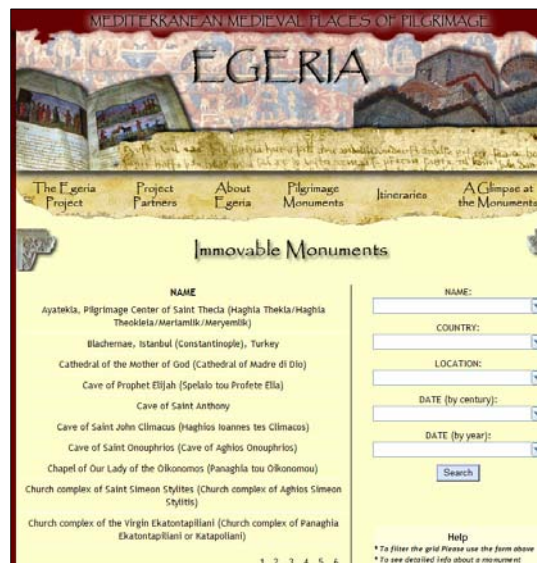 MEDITERRANEAN MEDIEVAL PLACES OF PILGRIMAGE
EGERIA
The Egeria Project
Project Partners
About Egeria
Pilgrimage Monuments
Itineraries
A Glimpse at the Monuments
Immovable Monuments
NAME
Ayatekla, Pilgrimage Center of Saint Thecla (Haghia Thekla/Haghia
Theokleia/Meriamlik/Meryemlik)
Blachernae, Istanbul (Constantinople), Turkey
Cathedral of the Mother of God (Cathedral of Madre di Dio)
Cave of Prophet Elijah (Spelaio tou Profete Elia)
Cave of Saint Anthony
Cave of Saint John Climacus (Haghios Ioannes tes Climacos)
Cave of Saint Onouphrios (Cave of Aghios Onouphrios)
Chapel of Our Lady of the Oikonomos (Panaghia tou Oikonomou)
Church complex of Saint Simeon Stylites (Church complex of Aghios Simeon
Stylitis)
Church complex of the Virgin Ekatontapiliani (Church complex of Panaghia
Ekatontapiliani or Katapoliani)
1 2 3 4 5 6
NAME:
COUNTRY:
LOCATION:
DATE (by century):
DATE (by year):
Search
Help
* To filter the grid Please use the form above
* To see detailed info about a monument